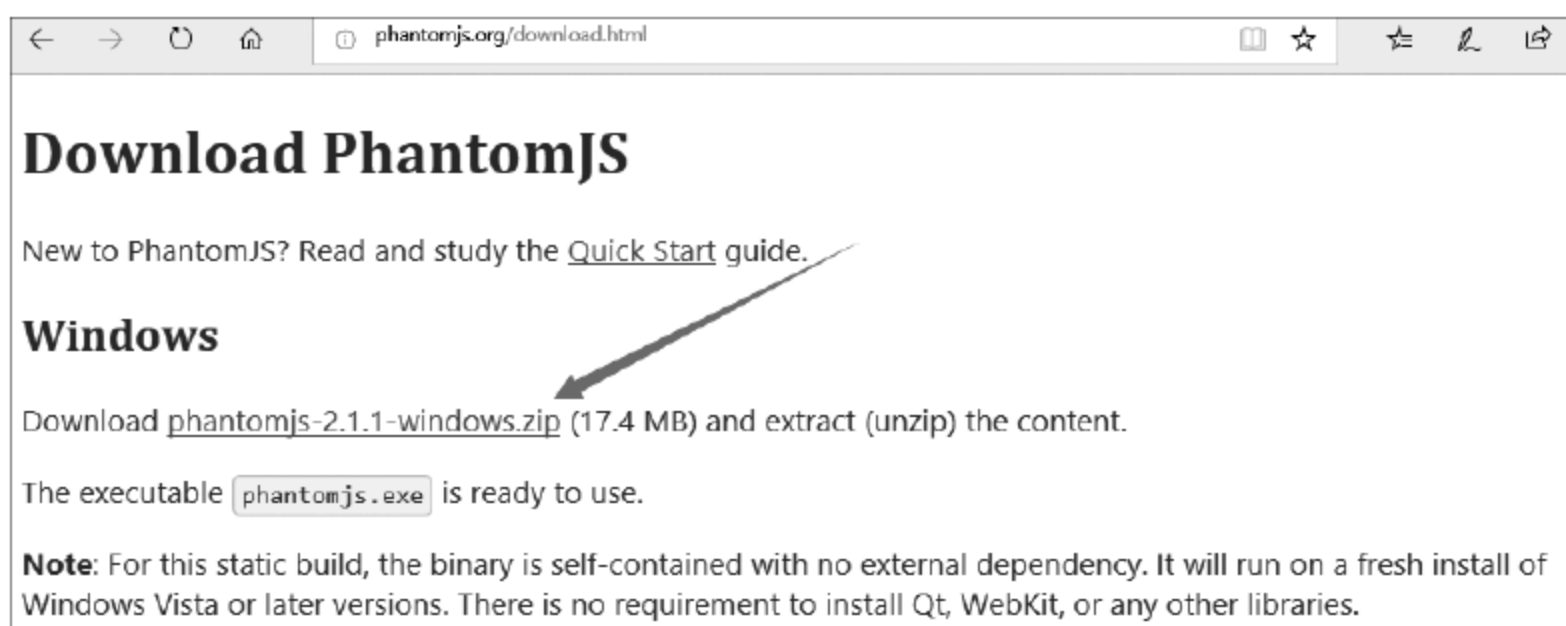 phantomjs.org/download.html
Download PhantomJS
New to PhantomJS? Read and study the Quick Start guide.
Windows
Download phantomjs-2.1.1-windows.zip (17.4 MB) and extract (unzip) the content.
The executable phantomjs.exe is ready to use.
Note: For this static build, the binary is self-contained with no external dependency. It will run on a fresh install of
Windows Vista or later versions. There is no requirement to install Qt, WebKit, or any other libraries.